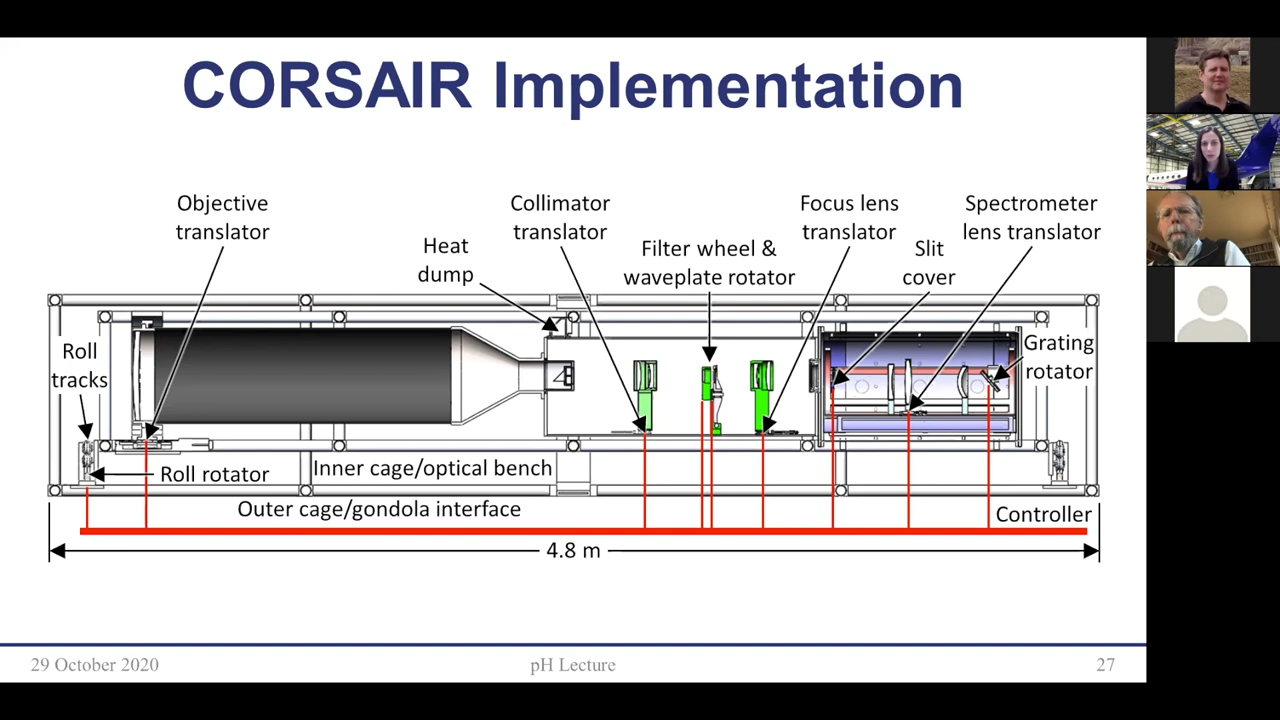 CORSAIR Implementation
Objective
translator
Collimator
translator
Focus lens
translator
Spectrometer
lens translator
Heat
dump
Filter wheel &
waveplate rotator
Slit
cover
Roll
tracks
Grating
rotator
Roll rotator
Inner cage/optical bench
Outer cage/gondola interface
Controller
4.8 m
29 October 2020
pH Lecture
27